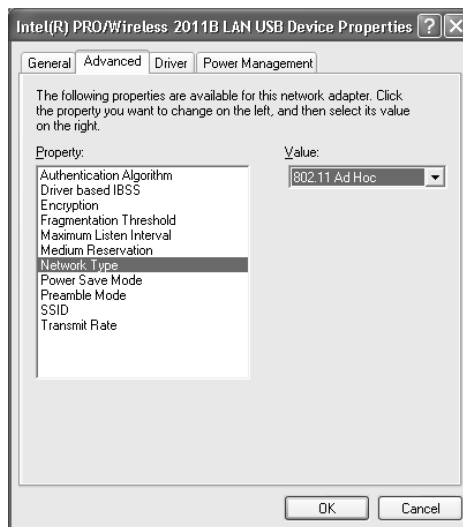 Intel(R) PRO/Wireless 2011B LAN USB Device Properties
General Advanced Driver Power Management
The following properties are available for this network adapter. Click
the property you want to change on the left, and then select its value
on the right.
Property:
Value:
Authentication Algorithm
Driver based IBSS
Encryption
Fragmentation Threshold
Maximum Listen Interval
Medium Reservation
Network Type
Power Save Mode
Preamble Mode
SSID
Transmit Rate
802.11 Ad Hoc
OK Cancel